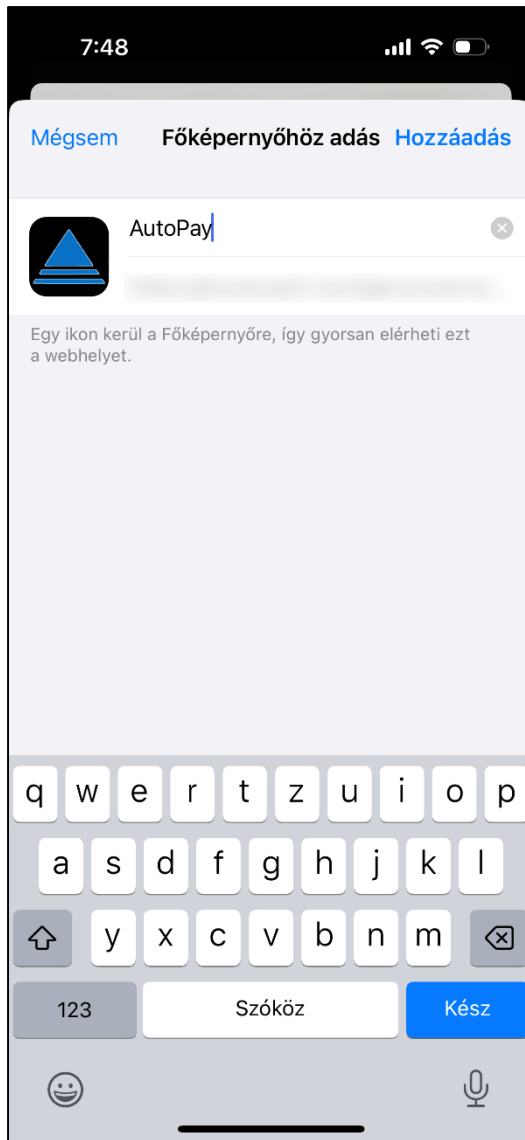 7:48
Mégsem Főképernyőhöz adás Hozzáadás
AutoPay
Egy ikon kerül a Főképernyőre, így gyorsan elérheti ezt
a webhelyet.
q w e r t z u i o p
a s d f g h j k l
y x c v b n m
123 Szóköz Kész